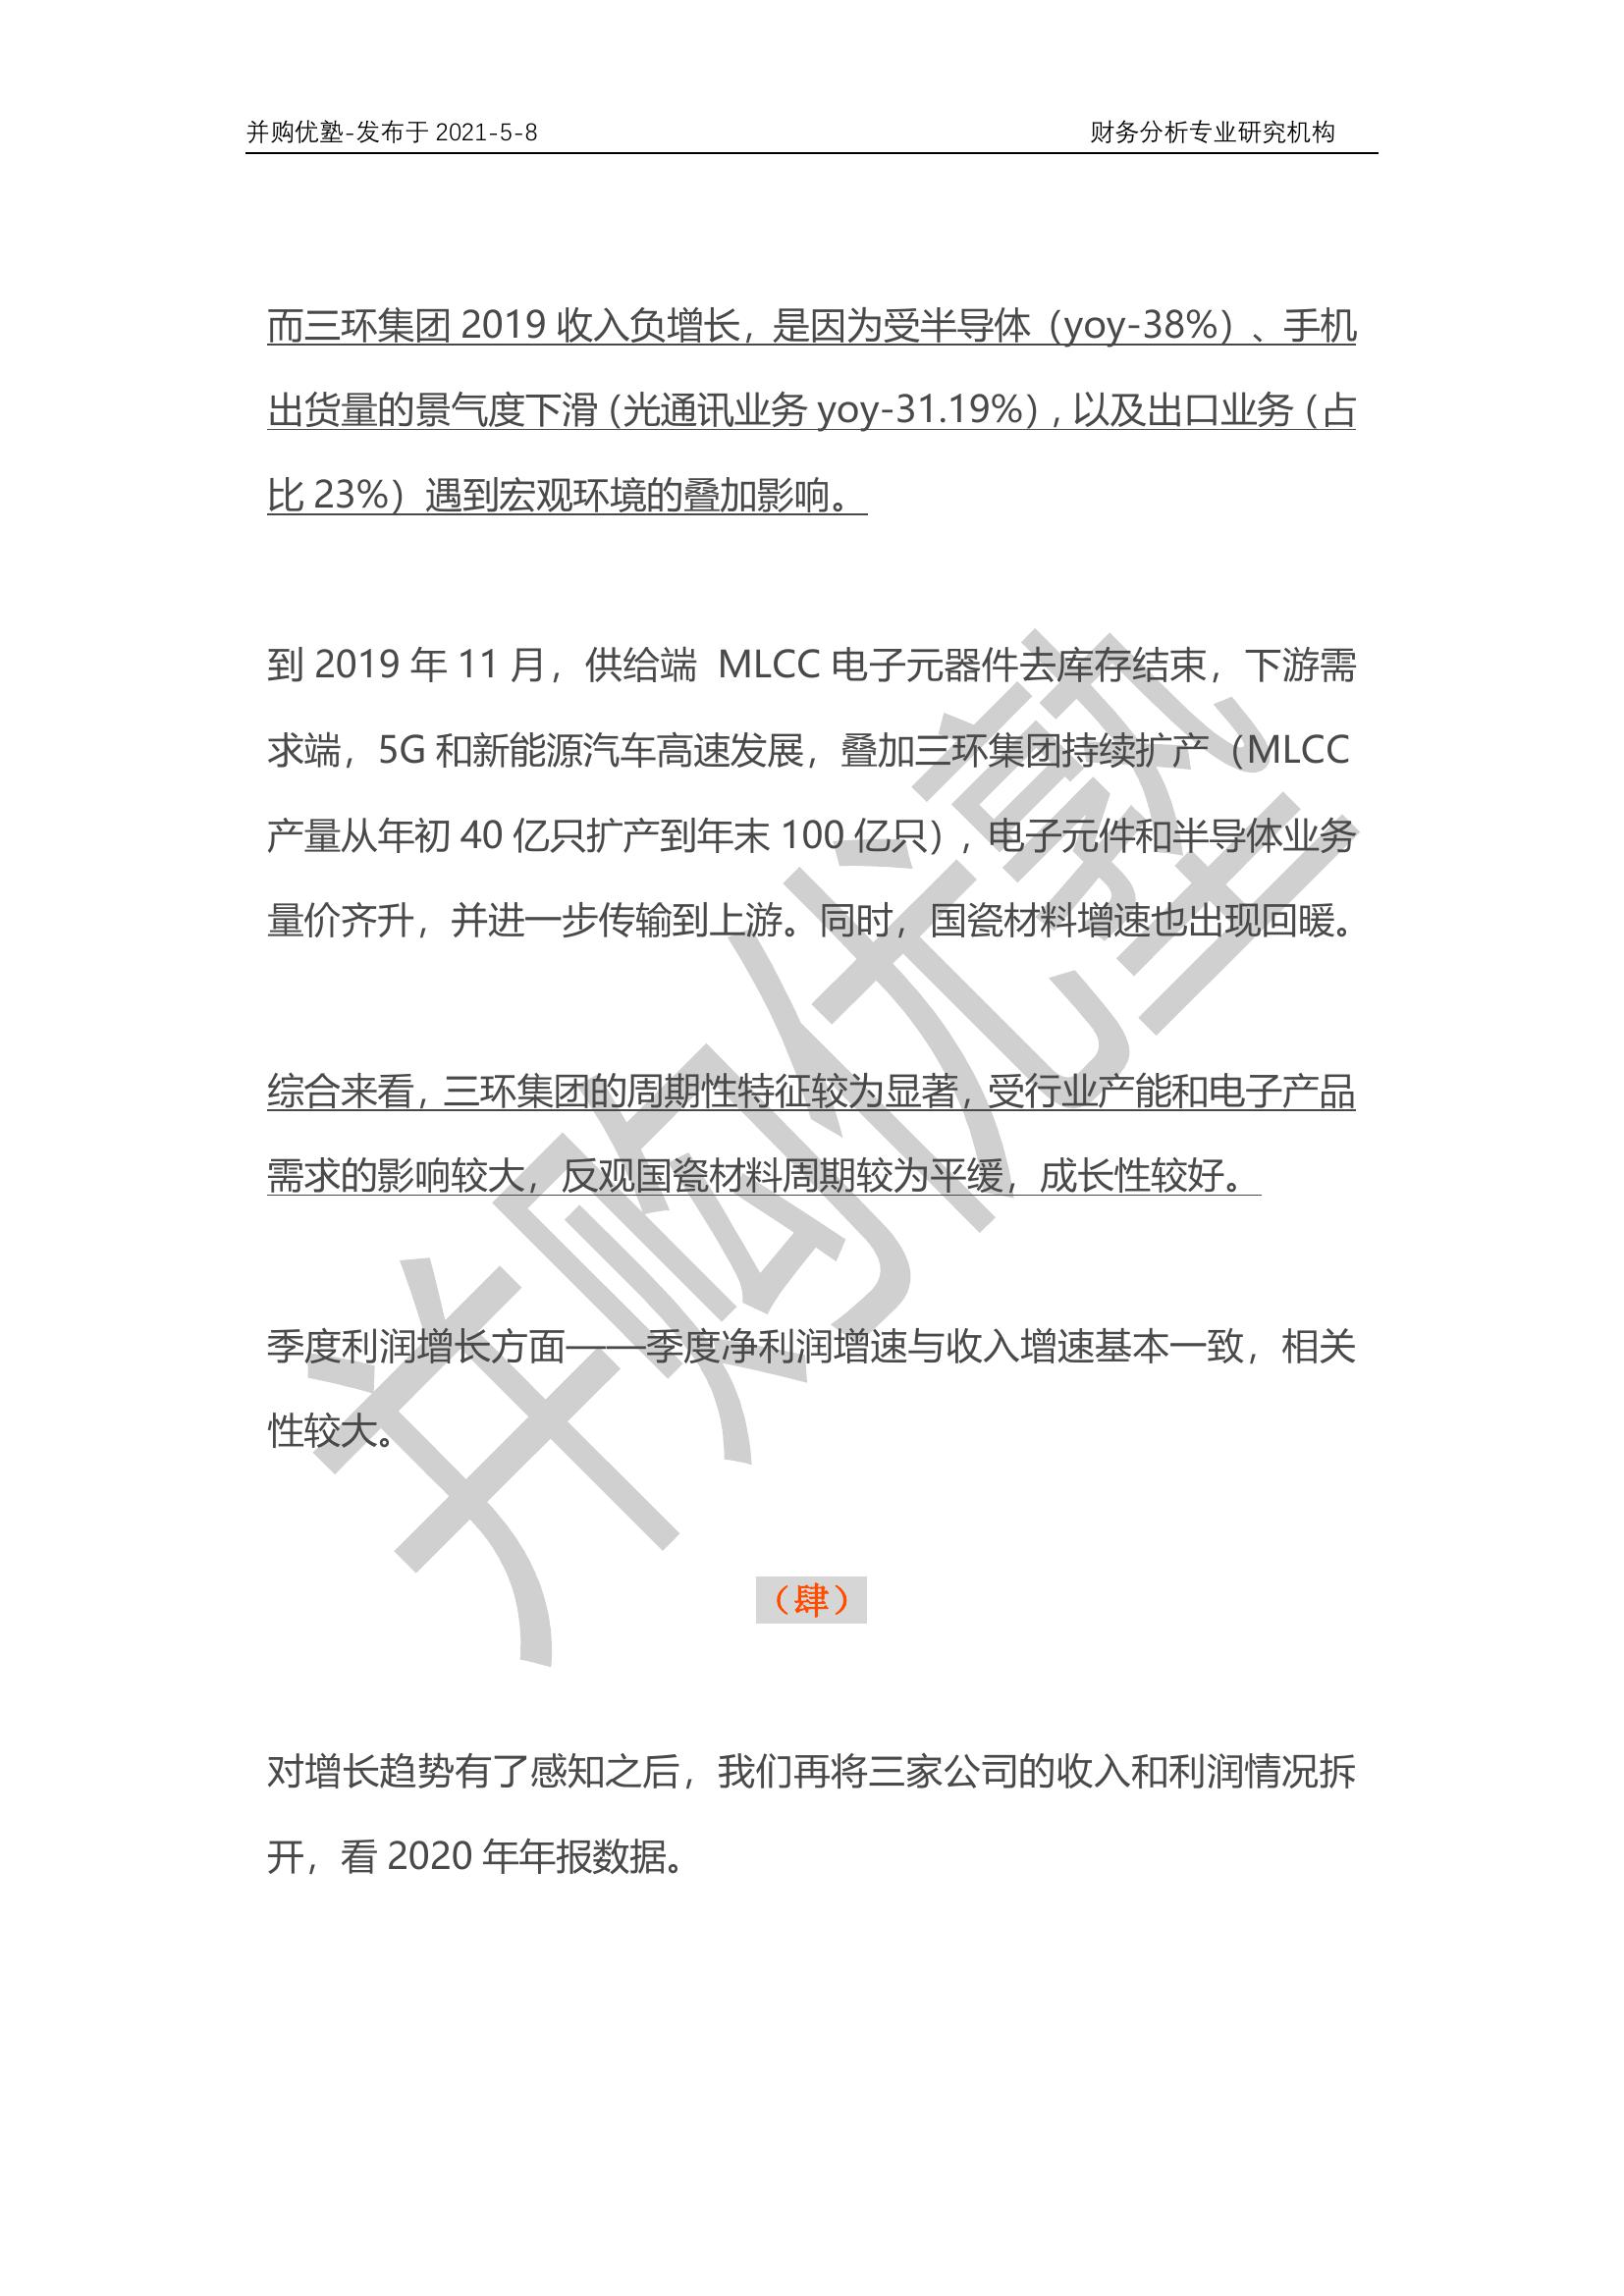 并购优塾-发布于 2021-5-8 财务分析专业研究机构
而三环集团 2019 收入负增长，是因为受半导体（yoy-38%）、手机
出货量的景气度下滑（光通讯业务 yoy-31.19%），以及出口业务（占
比 23%）遇到宏观环境的叠加影响。
到 2019 年 11 月，供给端 MLCC 电子元器件去库存结束，下游需
求端，5G 和新能源汽车高速发展，叠加三环集团持续扩产（MLCC
产量从年初 40 亿只扩产到年末 100 亿只），电子元件和半导体业务
量价齐升，并进一步传输到上游。同时，国瓷材料增速也出现回暖。
综合来看，三环集团的周期性特征较为显著，受行业产能和电子产品
需求的影响较大，反观国瓷材料周期较为平缓，成长性较好。
季度利润增长方面——季度净利润增速与收入增速基本一致，相关
性较大。
（肆）
对增长趋势有了感知之后，我们再将三家公司的收入和利润情况拆
开，看 2020 年年报数据。
并购优塾